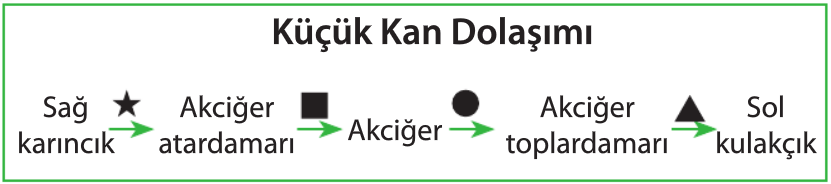 Küçük Kan Dolaşımı
Sağ karıncık
Akciğer atardamarı
Akciğer
Akciğer toplardamarı
Sol kulakçık